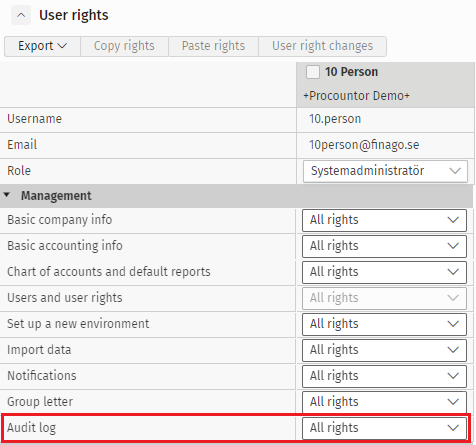 User rights
Export Copy rights Paste rights User right changes
10 Person
+Procountor Demo+
Username 10.person
Email 10person@finago.se
Role Systemadministratör
Management
Basic company info All rights
Basic accounting info All rights
Chart of accounts and default reports All rights
Users and user rights All rights
Set up a new environment All rights
Import data All rights
Notifications All rights
Group letter All rights
Audit log All rights